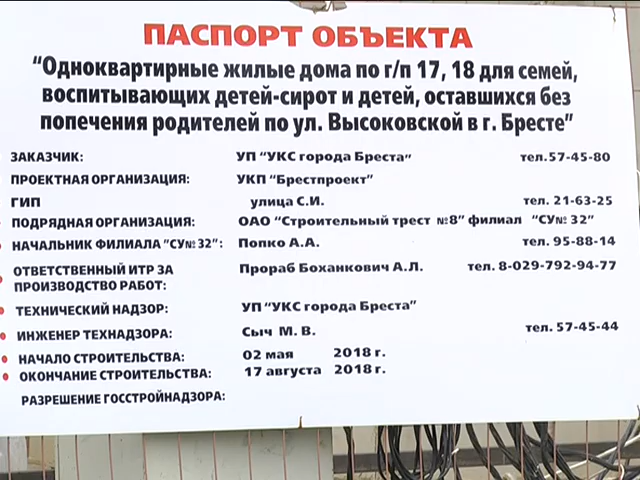 ПАСПОРТ ОБЪЕКТА
“Одноквартирные жилые дома по г/п 17, 18 для семей,
воспитывающих детей-сирот и детей, оставшихся без
попечения родителей по ул. Высоковской в г. Бресте”
ЗАКАЗЧИК: УП “УКС города Бреста” тел.57-45-80
ПРОЕКТНАЯ ОРГАНИЗАЦИЯ: УКП “Брестпроект”
ГИП улица С.И. тел. 21-63-25
ПОДРЯДНАЯ ОРГАНИЗАЦИЯ: ОАО “Строительный трест №8” филиал “СУ№ 32”
НАЧАЛЬНИК ФИЛИАЛА “СУ№32”: Попко А.А. тел. 95-88-14
ОТВЕТСТВЕННЫЙ ИТР ЗА Прораб Боханкович А.Л. тел. 8-029-792-94-77
ПРОИЗВОДСТВО РАБОТ:
ТЕХНИЧЕСКИЙ НАДЗОР: УП “УКС города Бреста”
ИНЖЕНЕР ТЕХНАДЗОРА: Сыч М. В. тел. 57-45-44
НАЧАЛО СТРОИТЕЛЬСТВА: 02 мая 2018 г.
ОКОНЧАНИЕ СТРОИТЕЛЬСТВА: 17 августа 2018 г.
РАЗРЕШЕНИЕ ГОССТРОЙНАДЗОРА: